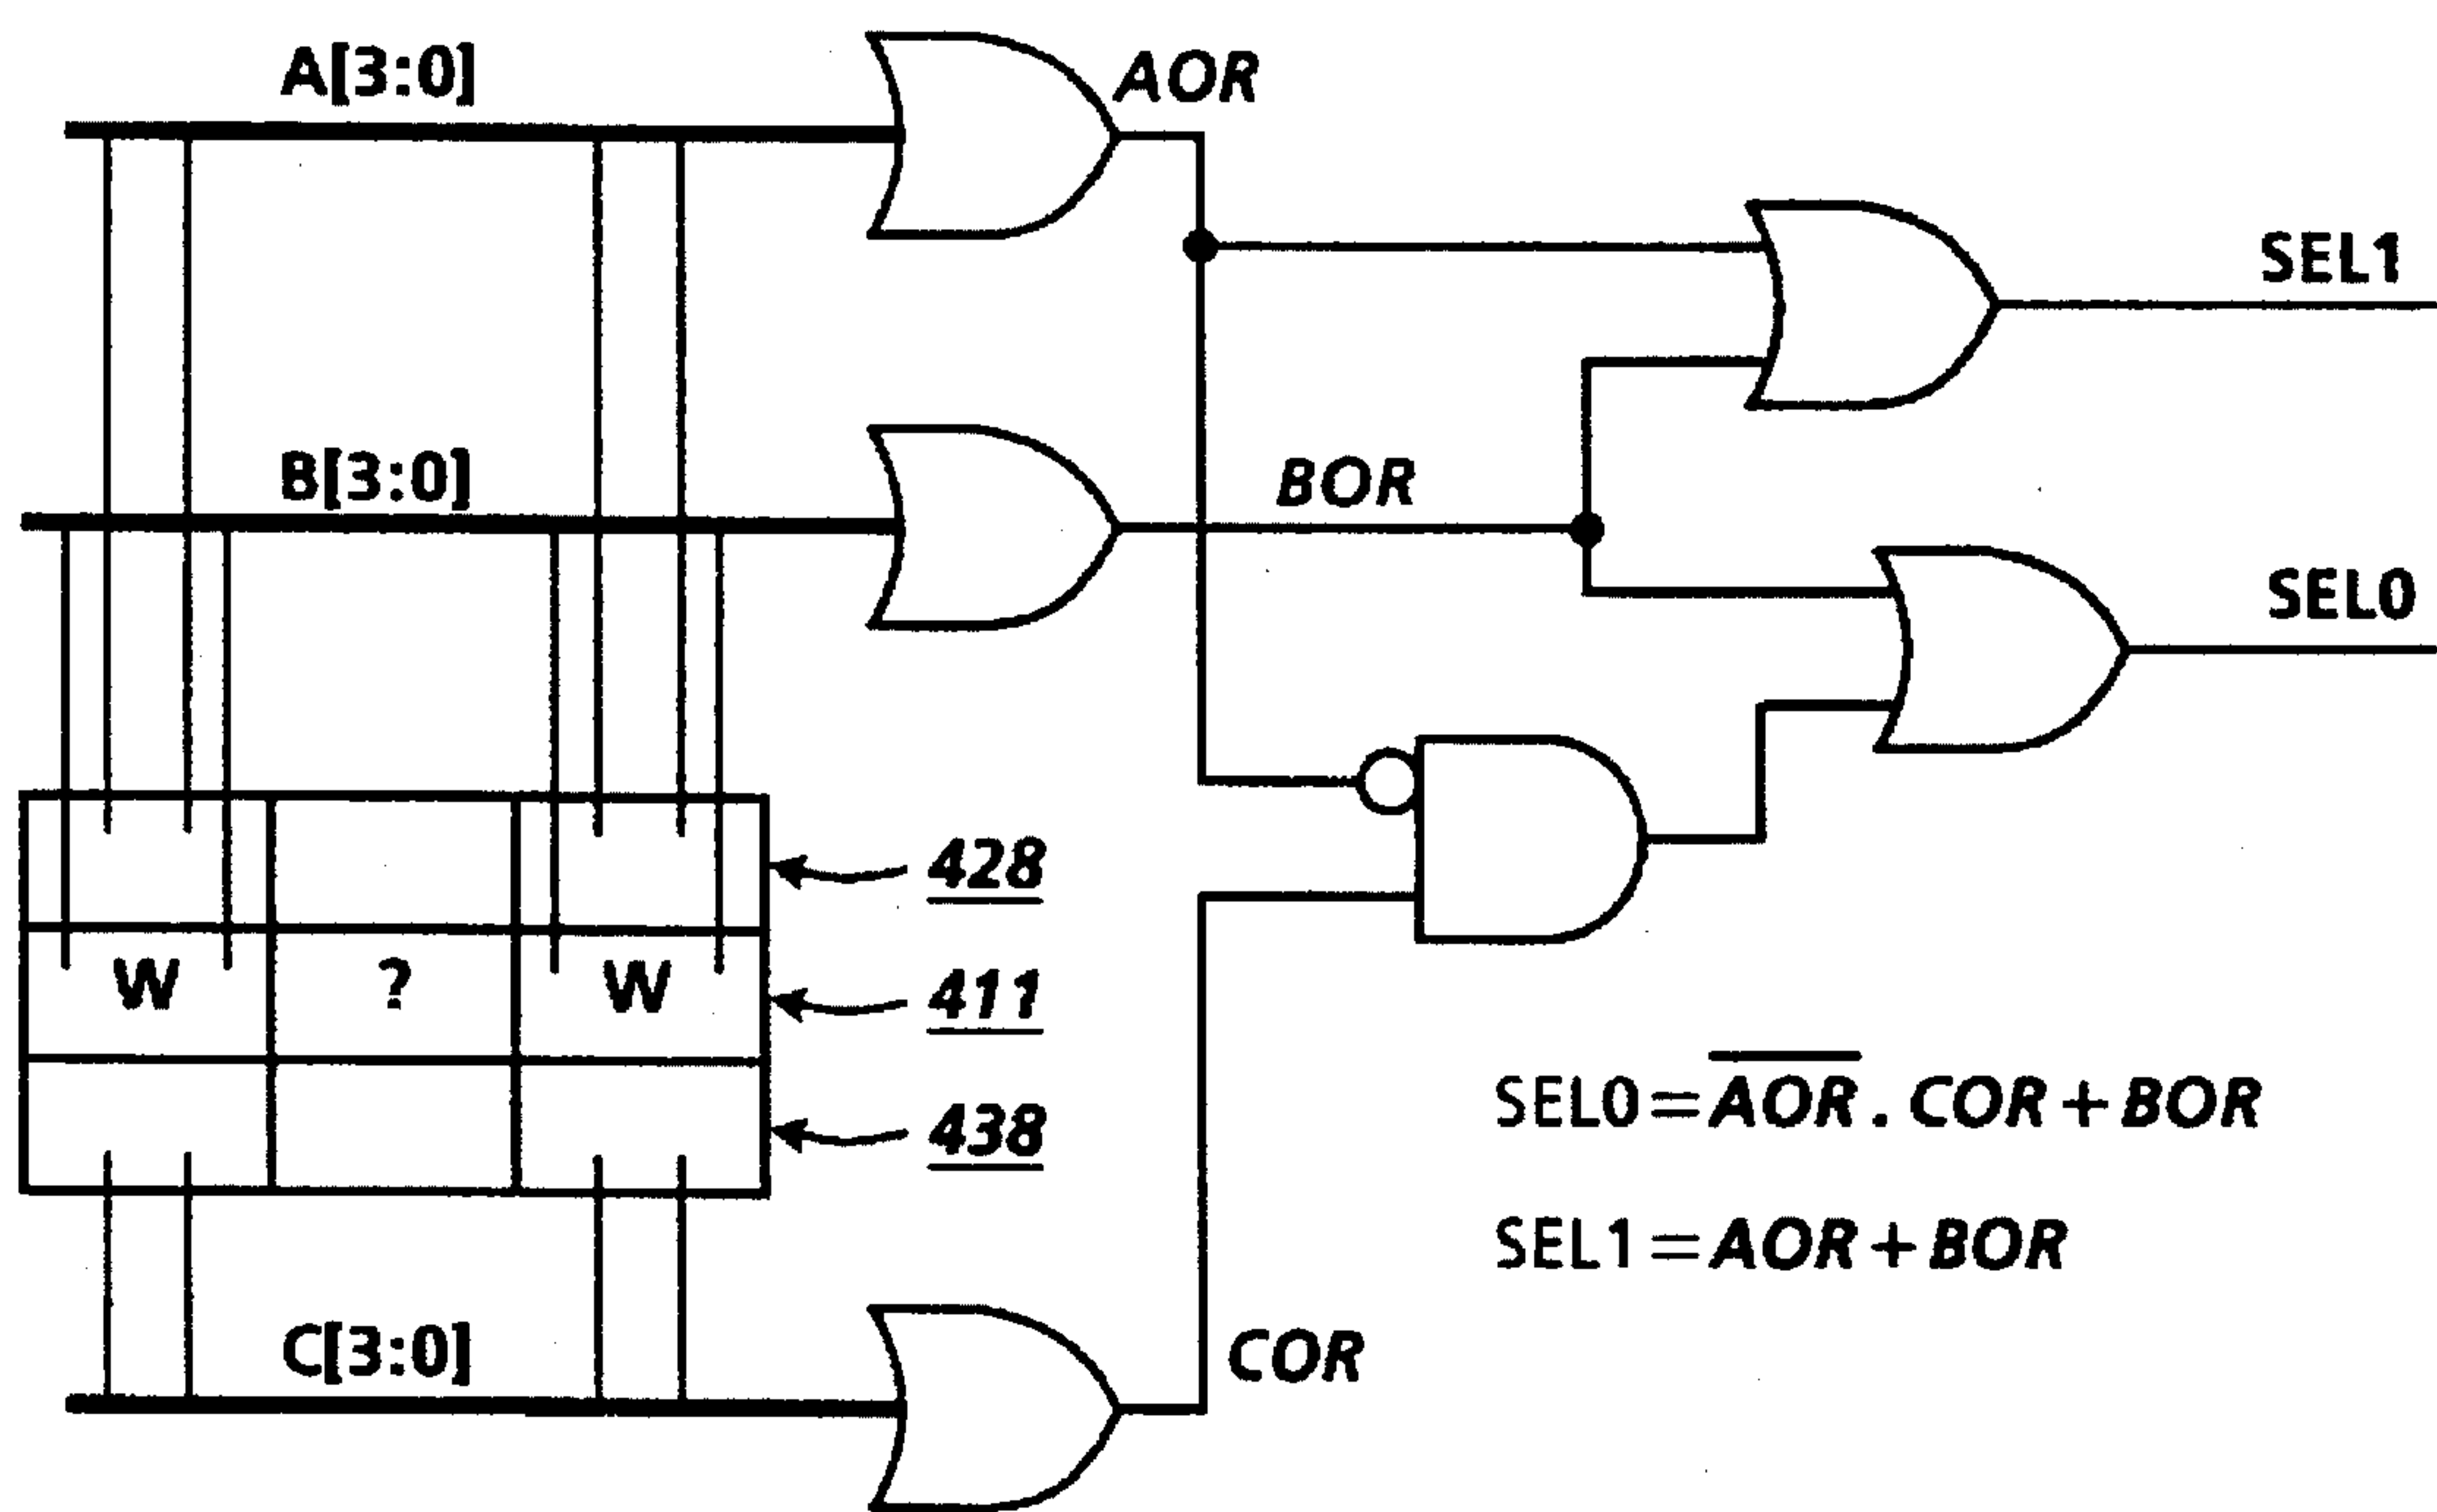 A[3:0]
AOR
SEL1
B[3:0]
BOR
SEL0
428
W ? W
411
438
SEL0=A̅O̅R̅.COR+BOR
SEL1=AOR+BOR
C[3:0]
COR